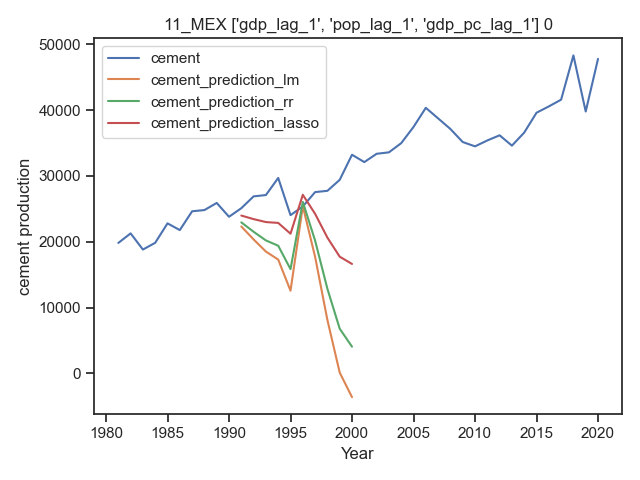 11_MEX ['gdp_lag_1', 'pop_lag_1', 'gdp_pc_lag_1'] 0
cement
cement_prediction_lm
cement_prediction_rr
cement_prediction_lasso
cement production
50000
40000
30000
20000
10000
0
1980 1985 1990 1995 2000 2005 2010 2015 2020
Year